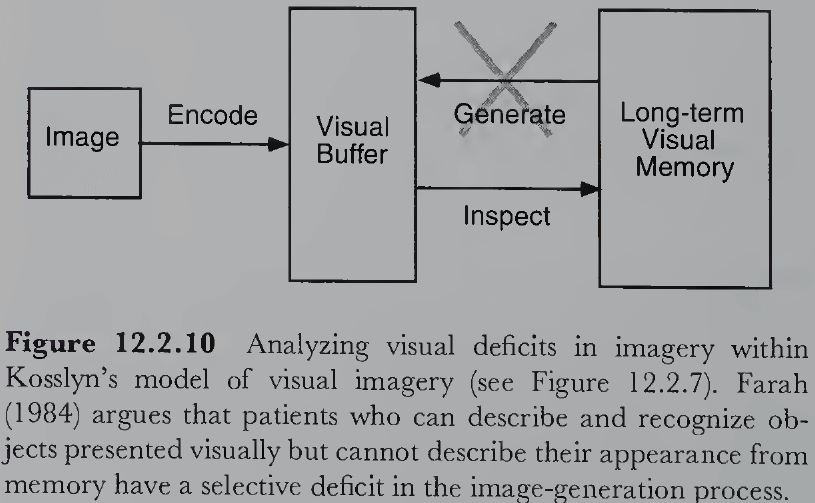 Image
Encode
Visual
Buffer
Generate
Inspect
Long-term
Visual
Memory
Figure 12.2.10 Analyzing visual deficits in imagery within
Kosslyn's model of visual imagery (see Figure 12.2.7). Farah
(1984) argues that patients who can describe and recognize ob-
jects presented visually but cannot describe their appearance from
memory have a selective deficit in the image-generation process.